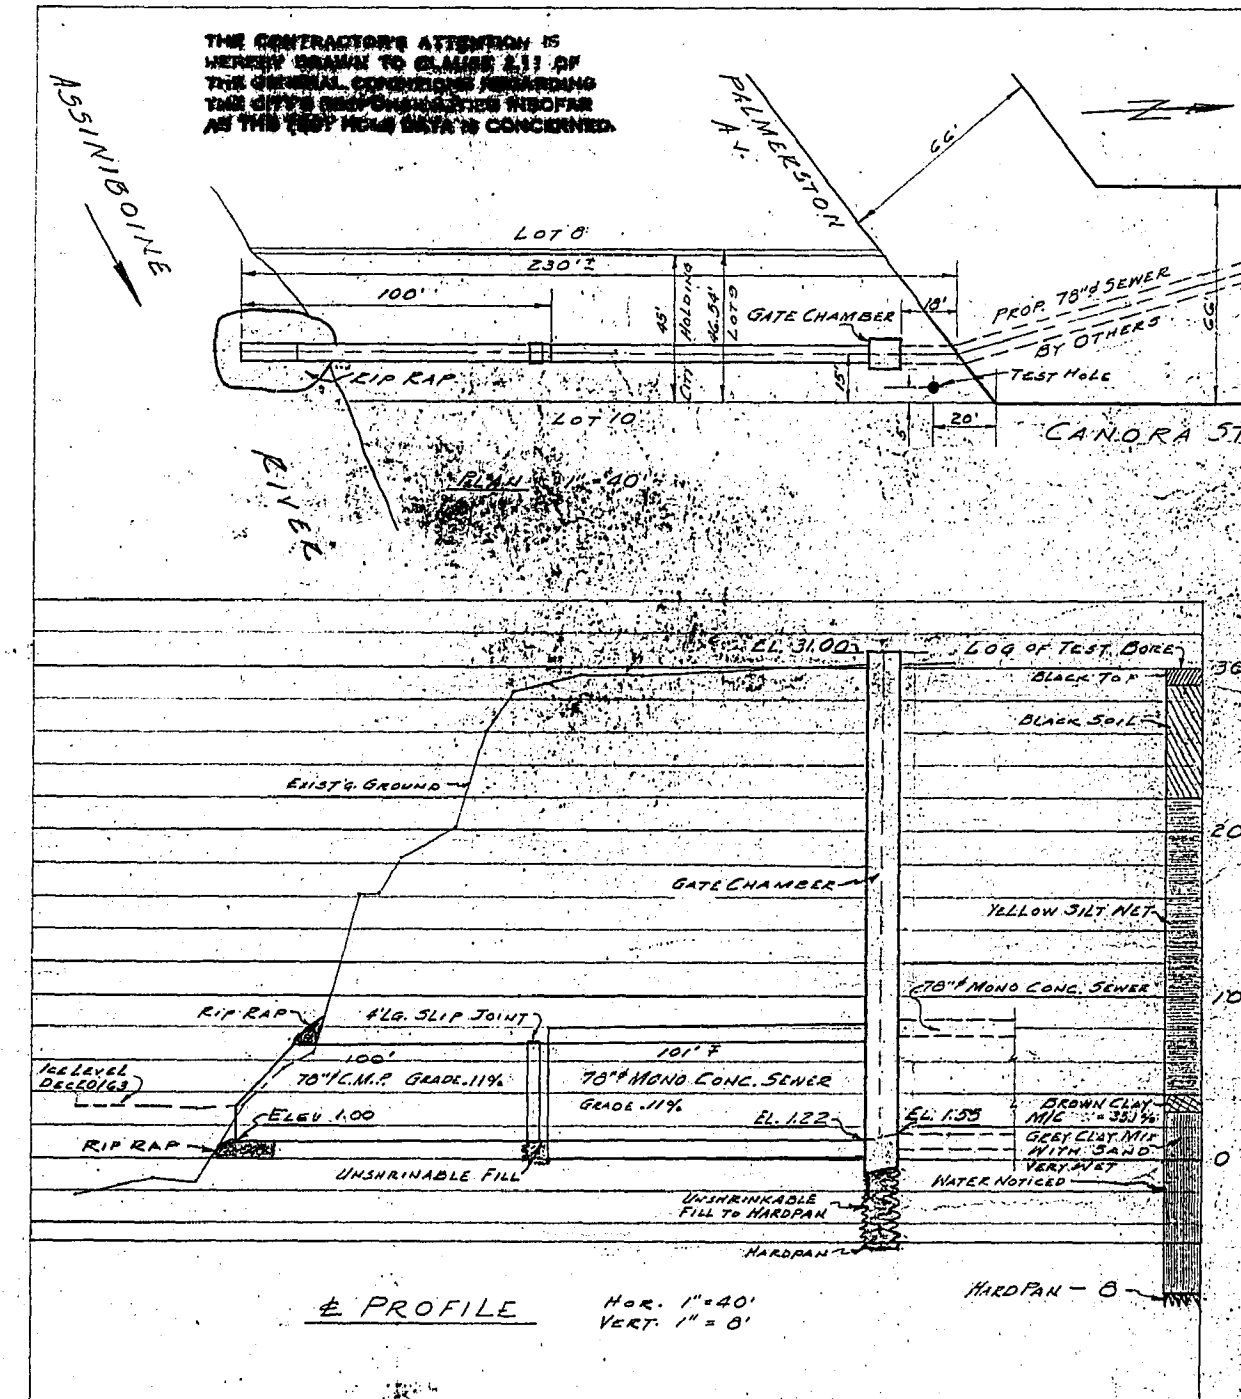 THE CONTRACTOR'S ATTENTION IS
HEREBY DRAWN TO CLAUSE 2.11 OF
THE GENERAL CONDITIONS REGARDING
THE CITY'S RESPONSIBILITIES INSOFAR
AS THE TEST HOLE DATA IS CONCERNED.
ASSINIBOINE
RIVER
PALMERSTON
AV.
66'
N
66'
LOT 8
230'±
100'
45'
CITY HOLDING
46.54'
LOT 9
GATE CHAMBER
18'
PROP. 78"⌀ SEWER
BY OTHERS
TEST HOLE
RIP RAP
15'
5'
20'
LOT 10
CANORA ST
PLAN 1"=40'
EL. 31.00
LOG OF TEST BORE
BLACK TOP
30
BLACK SOIL
EXIST'G. GROUND
20
GATE CHAMBER
YELLOW SILT WET
78"⌀ MONO CONC. SEWER
10
RIP RAP
4' LG. SLIP JOINT
100'
101' ∓
ICE LEVEL
DEC 20/63
78"⌀ C.M.P. GRADE .11%
78"⌀ MONO CONC. SEWER
GRADE .11%
ELEV 1.00
EL. 1.22
EL. 1.55
BROWN CLAY
M/C = 35.1%
GREY CLAY MIX
WITH SAND
VERY WET
WATER NOTICED
0
RIP RAP
UNSHRINABLE FILL
UNSHRINKABLE
FILL TO HARDPAN
HARDPAN
HARDPAN - 8
℄ PROFILE
HOR. 1"=40'
VERT. 1"=8'